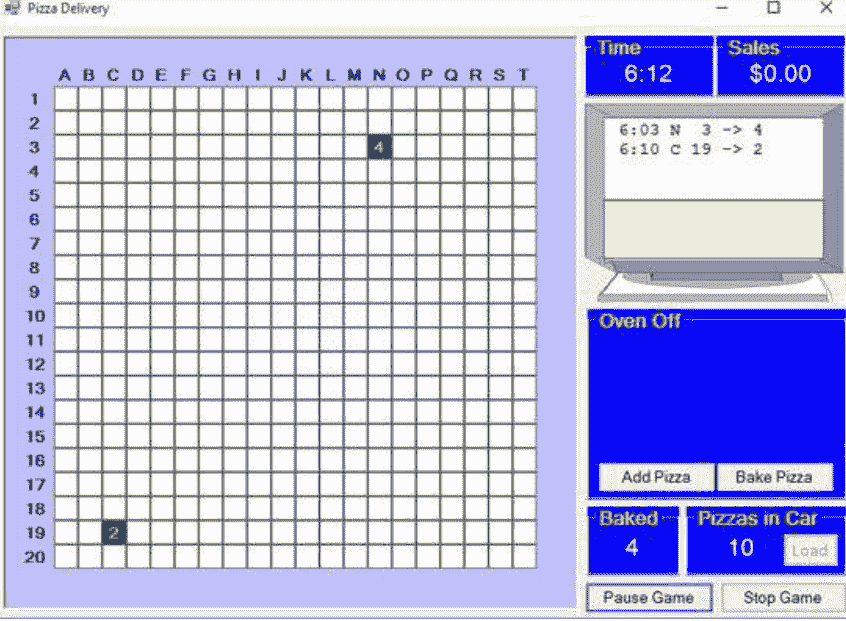 Pizza Delivery
Time
6:12
Sales
$0.00
A B C D E F G H I J K L M N O P Q R S T
1
2
3 4
4
5
6
7
8
9
10
11
12
13
14
15
16
17
18
19 2
20
6:03 N 3 -> 4
6:10 C 19 -> 2
Oven Off
Add Pizza
Bake Pizza
Baked
4
Pizzas in Car
10
Load
Pause Game
Stop Game